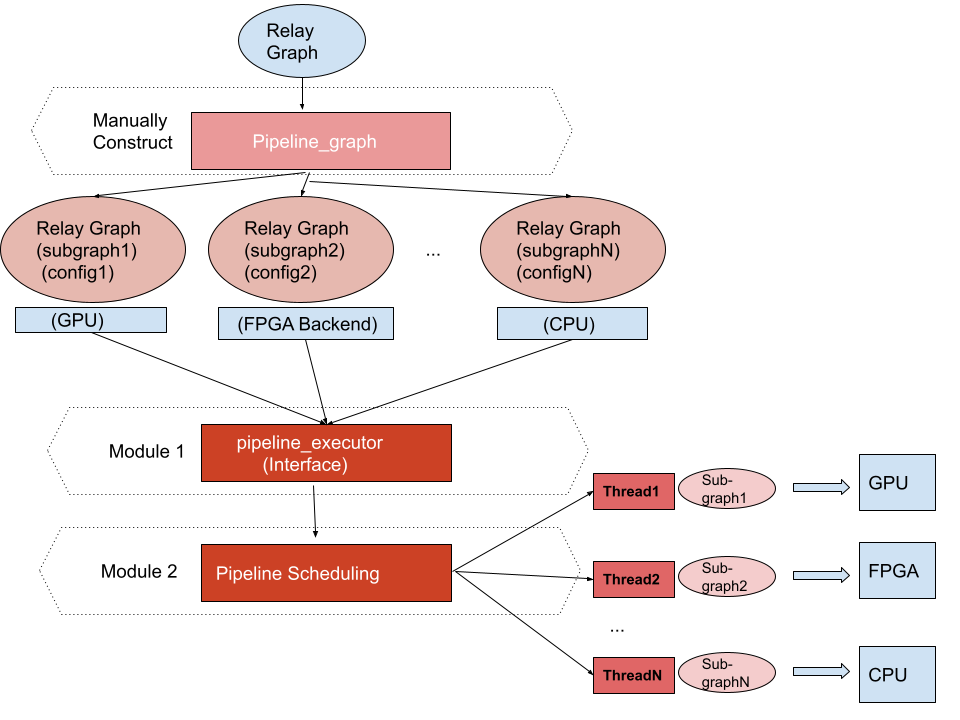 Relay
Graph
Manually
Construct
Pipeline_graph
Relay Graph
(subgraph1)
(config1)
Relay Graph
(subgraph2)
(config2)
...
Relay Graph
(subgraphN)
(configN)
(GPU)
(FPGA Backend)
(CPU)
Module 1
pipeline_executor
(Interface)
Module 2
Pipeline Scheduling
Thread1
Sub-
graph1
GPU
Thread2
Sub-
graph2
FPGA
...
ThreadN
Sub-
graphN
CPU